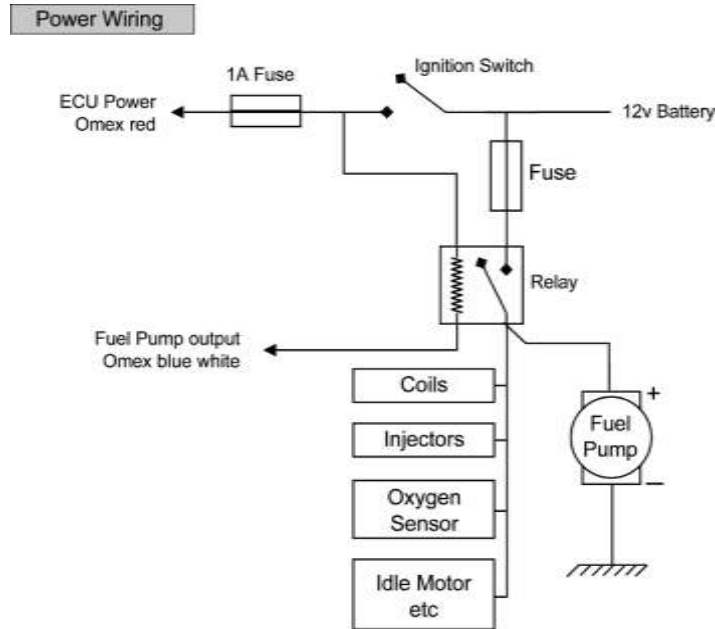 Power Wiring
1A Fuse
Ignition Switch
ECU Power
Omex red
12v Battery
Fuse
Relay
Fuel Pump output
Omex blue white
Coils
Injectors
Oxygen
Sensor
Idle Motor
etc
+
Fuel
Pump
–